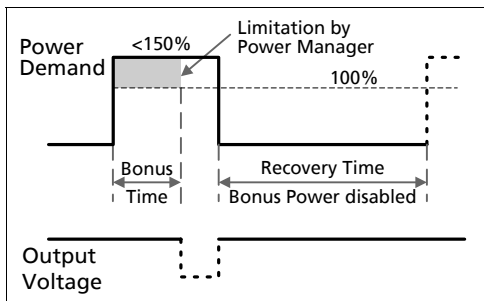 Power
Demand
<150%
Limitation by
Power Manager
100%
Bonus
Time
Recovery Time
Bonus Power disabled
Output
Voltage